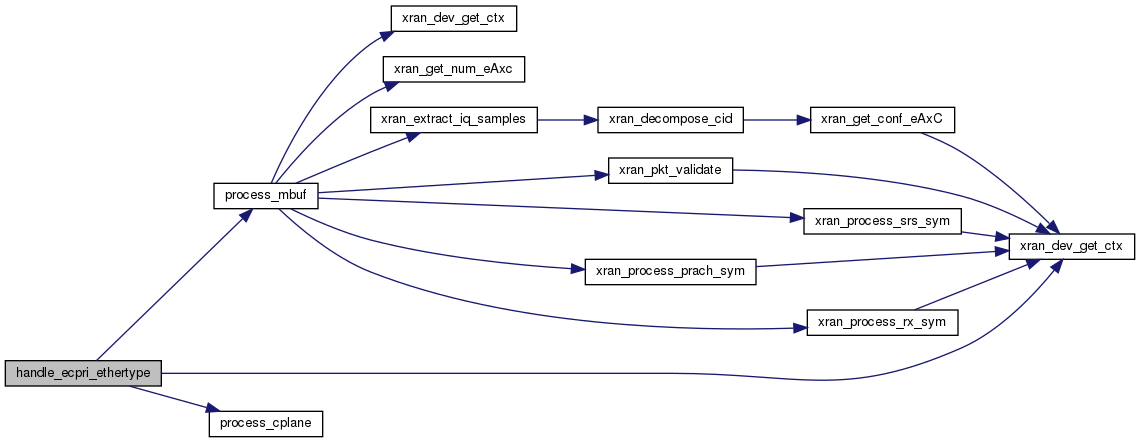 xran_dev_get_ctx
xran_get_num_eAxc
xran_extract_iq_samples
xran_decompose_cid
xran_get_conf_eAxC
xran_pkt_validate
process_mbuf
xran_process_srs_sym
xran_dev_get_ctx
xran_process_prach_sym
xran_process_rx_sym
handle_ecpri_ethertype
process_cplane